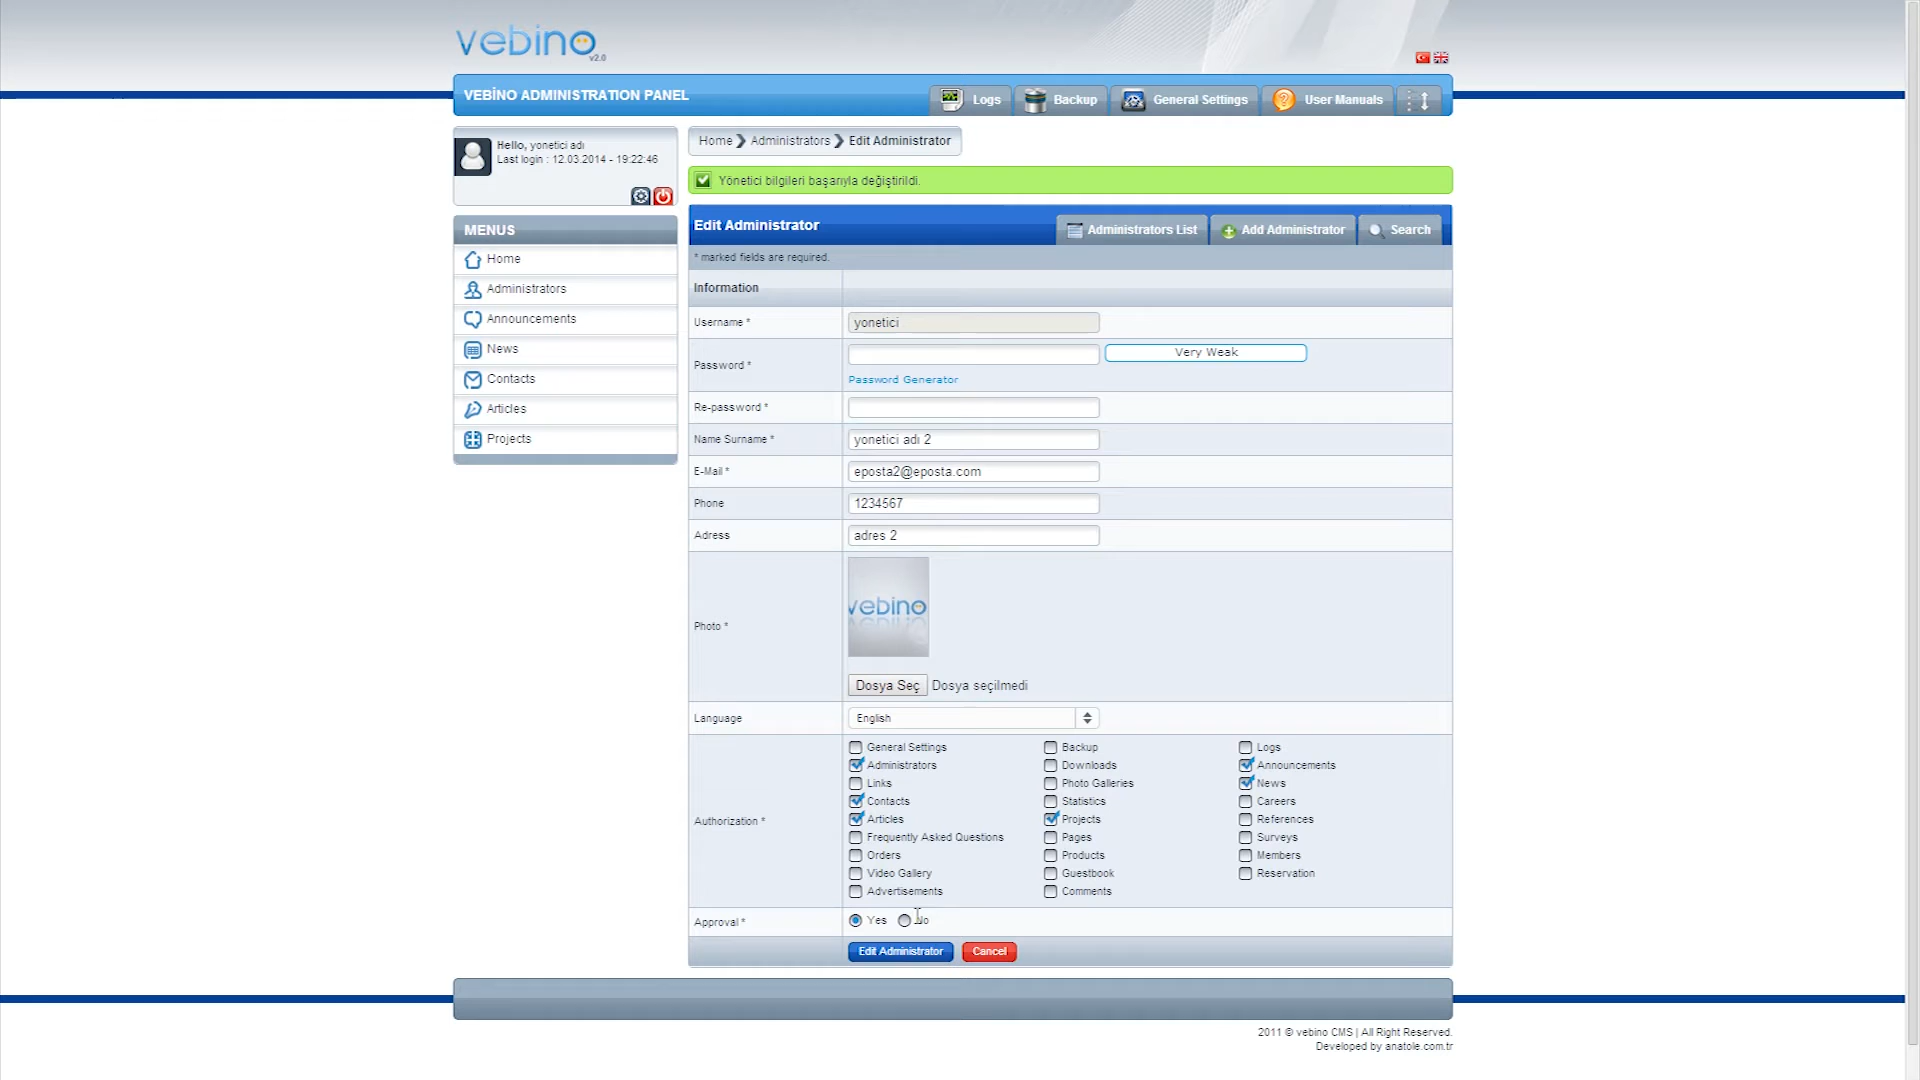 vebino
v2.0
VEBİNO ADMINISTRATION PANEL
Logs
Backup
General Settings
User Manuals
Hello, yonetici adı
Last login : 12.03.2014 - 19:22:46
MENUS
Home
Administrators
Announcements
News
Contacts
Articles
Projects
Home Administrators Edit Administrator
Yönetici bilgileri başarıyla değiştirildi.
Edit Administrator
Administrators List
Add Administrator
Search
* marked fields are required.
Information
Username * yonetici
Password * Very Weak
Password Generator
Re-password *
Name Surname * yonetici adı 2
E-Mail * eposta2@eposta.com
Phone 1234567
Adress adres 2
Photo *
vebino
Dosya Seç Dosya seçilmedi
Language English
Authorization *
General Settings Backup Logs
Administrators Downloads Announcements
Links Photo Galleries News
Contacts Statistics Careers
Articles Projects References
Frequently Asked Questions Pages Surveys
Orders Products Members
Video Gallery Guestbook Reservation
Advertisements Comments
Approval * Yes No
Edit Administrator Cancel
2011 © vebino CMS | All Right Reserved.
Developed by anatole.com.tr